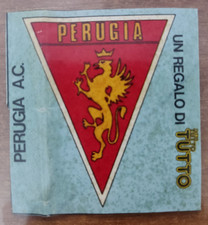 PERUGIA
PERUGIA A.C.
UN REGALO DI
TUTTO